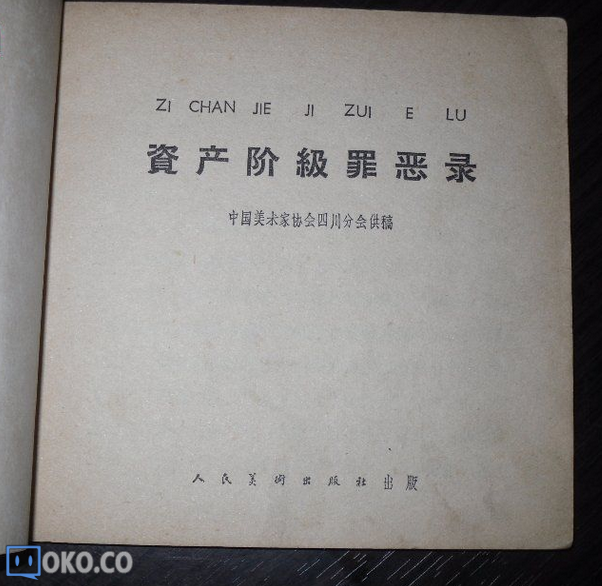 ZI CHAN JIE JI ZUI E LU
資产阶級罪恶录
中国美术家协会四川分会供稿
人民美術出版社 出版
OKO.CO